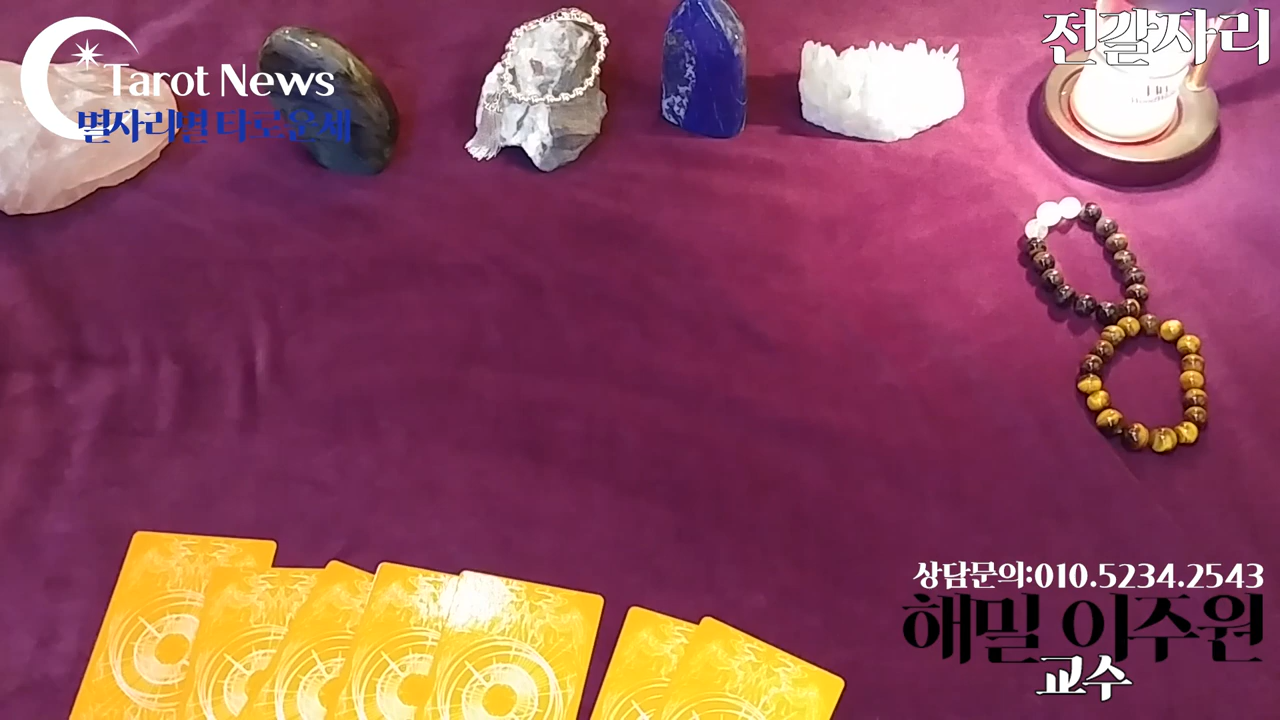 Tarot News
별자리별 타로운세
전갈자리
상담문의:010.5234.2543
해밀 이주원
교수